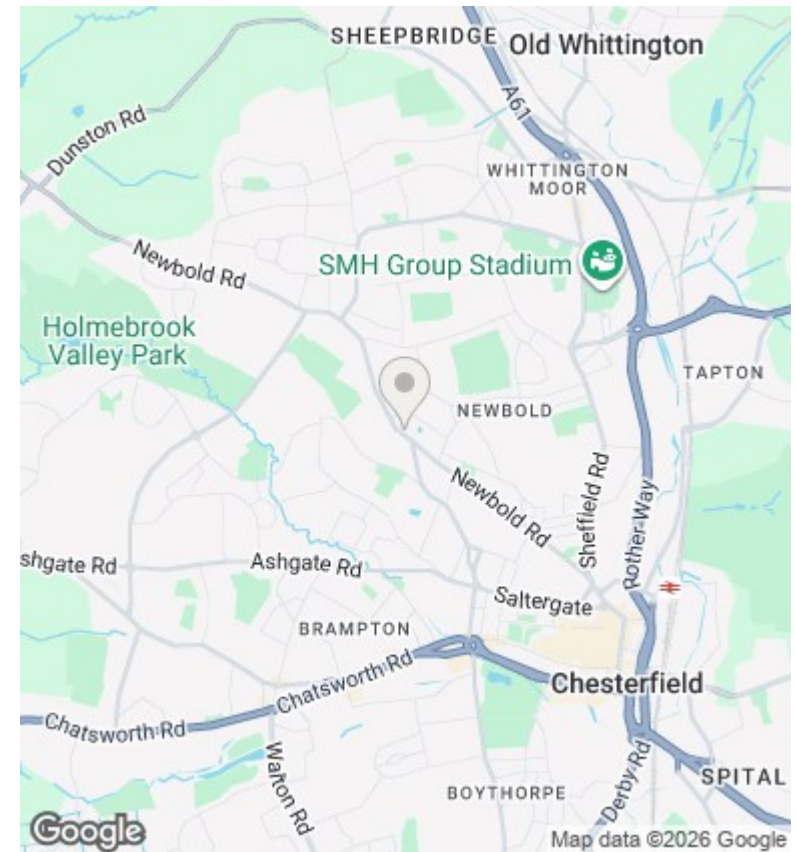 SHEEPBRIDGE
Old Whittington
A61
Dunston Rd
WHITTINGTON
MOOR
Newbold Rd
SMH Group Stadium
Holmebrook
Valley Park
TAPTON
NEWBOLD
Newbold Rd
Sheffield Rd
Rother Way
shgate Rd
Ashgate Rd
Saltergate
BRAMPTON
Chatsworth Rd
Chesterfield
Chatsworth Rd
Walton Rd
Derby Rd
SPITAL
BOYTHORPE
Google
Map data ©2026 Google